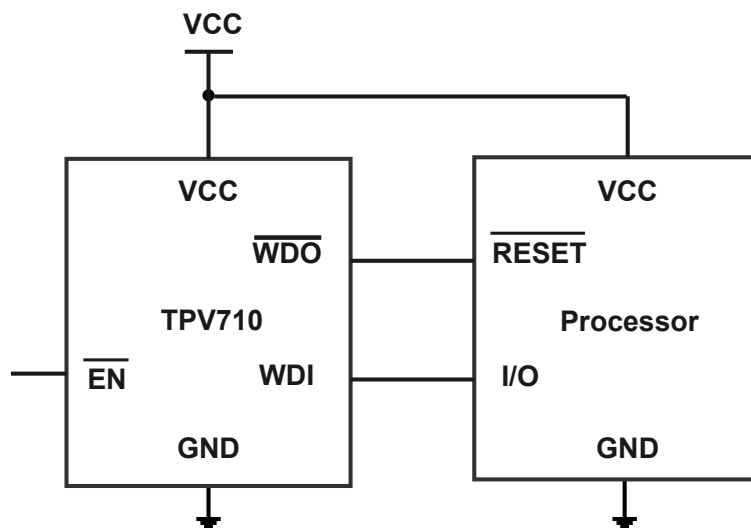 VCC
VCC
VCC
WDO
RESET
TPV710
Processor
EN
WDI
I/O
GND
GND